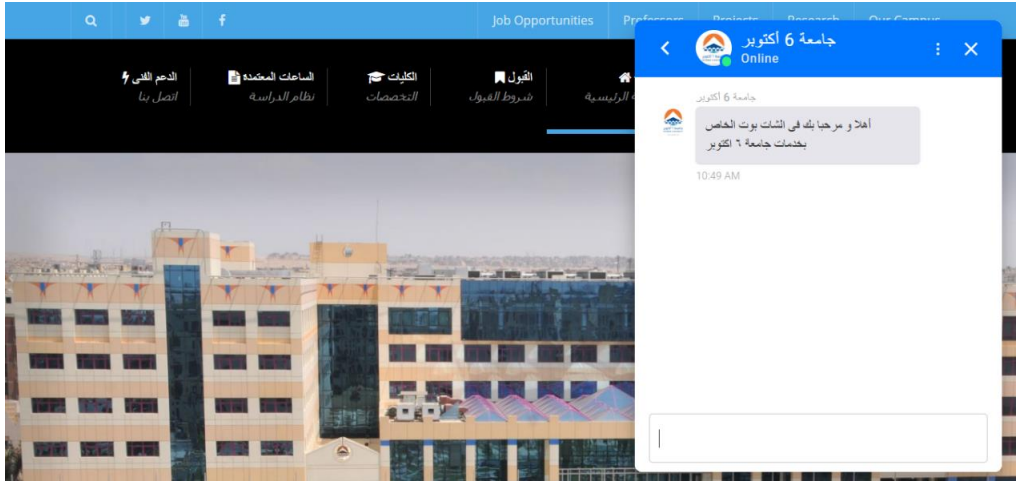 Job Opportunities
Professors
Projects
Research
Our Campus
الرئيسية
القبول
شروط القبول
الكليات
التخصصات
الساعات المعتمده
نظام الدراسة
الدعم الفنى
اتصل بنا
جامعة 6 أكتوبر
Online
جامعة 6 أكتوبر
أهلا و مرحبا بك فى الشات بوت الخاص
بخدمات جامعة ٦ اكتوبر
10:49 AM